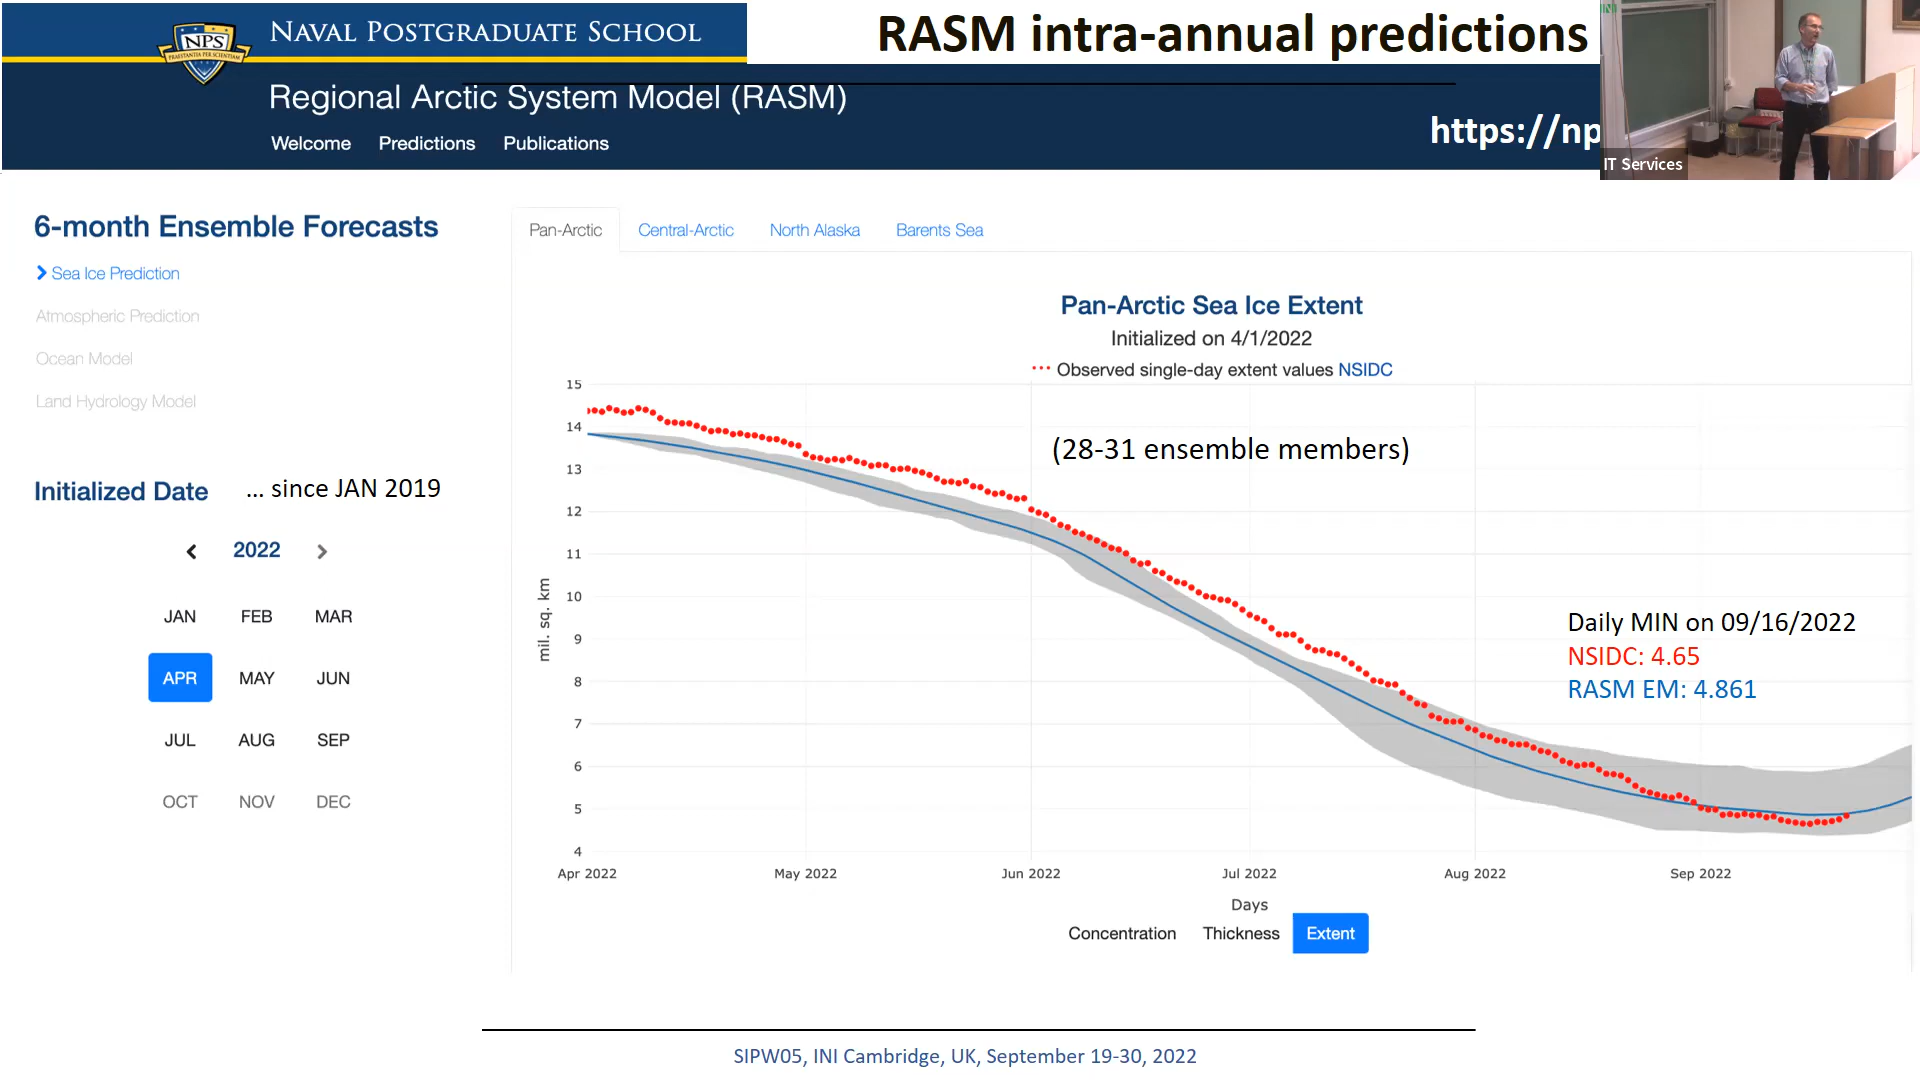 NAVAL POSTGRADUATE SCHOOL
RASM intra-annual predictions
NPS
PRAESTANTIA PER SCIENTIAM
Regional Arctic System Model (RASM)
https://np
Welcome Predictions Publications
IT Services
6-month Ensemble Forecasts
Sea Ice Prediction
Atmospheric Prediction
Ocean Model
Land Hydrology Model
Initialized Date ... since JAN 2019
2022
JAN FEB MAR
APR MAY JUN
JUL AUG SEP
OCT NOV DEC
Pan-Arctic Central-Arctic North Alaska Barents Sea
Pan-Arctic Sea Ice Extent
Initialized on 4/1/2022
Observed single-day extent values NSIDC
(28-31 ensemble members)
15
14
13
12
11
10
9
8
7
6
5
4
mil. sq. km
Daily MIN on 09/16/2022
NSIDC: 4.65
RASM EM: 4.861
Apr 2022 May 2022 Jun 2022 Jul 2022 Aug 2022 Sep 2022
Days
Concentration Thickness Extent
SIPW05, INI Cambridge, UK, September 19-30, 2022